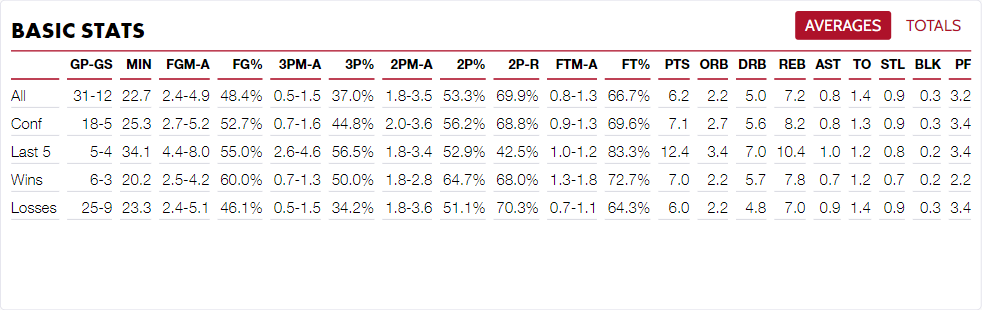 BASIC STATS AVERAGES TOTALS
GP-GS MIN FGM-A FG% 3PM-A 3P% 2PM-A 2P% 2P-R FTM-A FT% PTS ORB DRB REB AST TO STL BLK PF
All 31-12 22.7 2.4-4.9 48.4% 0.5-1.5 37.0% 1.8-3.5 53.3% 69.9% 0.8-1.3 66.7% 6.2 2.2 5.0 7.2 0.8 1.4 0.9 0.3 3.2
Conf 18-5 25.3 2.7-5.2 52.7% 0.7-1.6 44.8% 2.0-3.6 56.2% 68.8% 0.9-1.3 69.6% 7.1 2.7 5.6 8.2 0.8 1.3 0.9 0.3 3.4
Last 5 5-4 34.1 4.4-8.0 55.0% 2.6-4.6 56.5% 1.8-3.4 52.9% 42.5% 1.0-1.2 83.3% 12.4 3.4 7.0 10.4 1.0 1.2 0.8 0.2 3.4
Wins 6-3 20.2 2.5-4.2 60.0% 0.7-1.3 50.0% 1.8-2.8 64.7% 68.0% 1.3-1.8 72.7% 7.0 2.2 5.7 7.8 0.7 1.2 0.7 0.2 2.2
Losses 25-9 23.3 2.4-5.1 46.1% 0.5-1.5 34.2% 1.8-3.6 51.1% 70.3% 0.7-1.1 64.3% 6.0 2.2 4.8 7.0 0.9 1.4 0.9 0.3 3.4